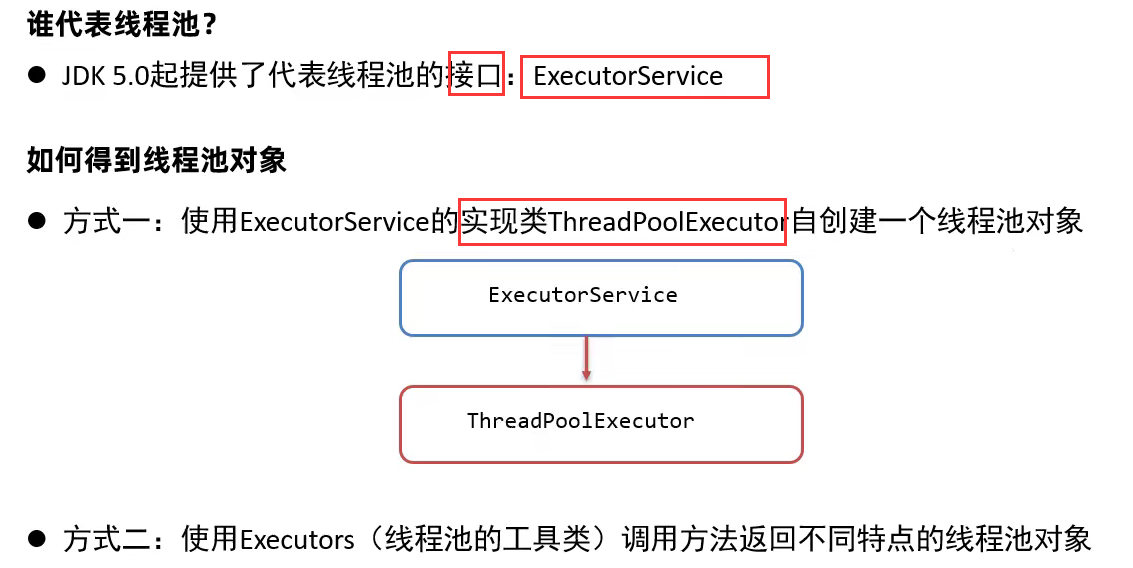 谁代表线程池？
● JDK 5.0起提供了代表线程池的接口：ExecutorService
如何得到线程池对象
● 方式一：使用ExecutorService的实现类ThreadPoolExecutor自创建一个线程池对象
ExecutorService
ThreadPoolExecutor
● 方式二：使用Executors（线程池的工具类）调用方法返回不同特点的线程池对象